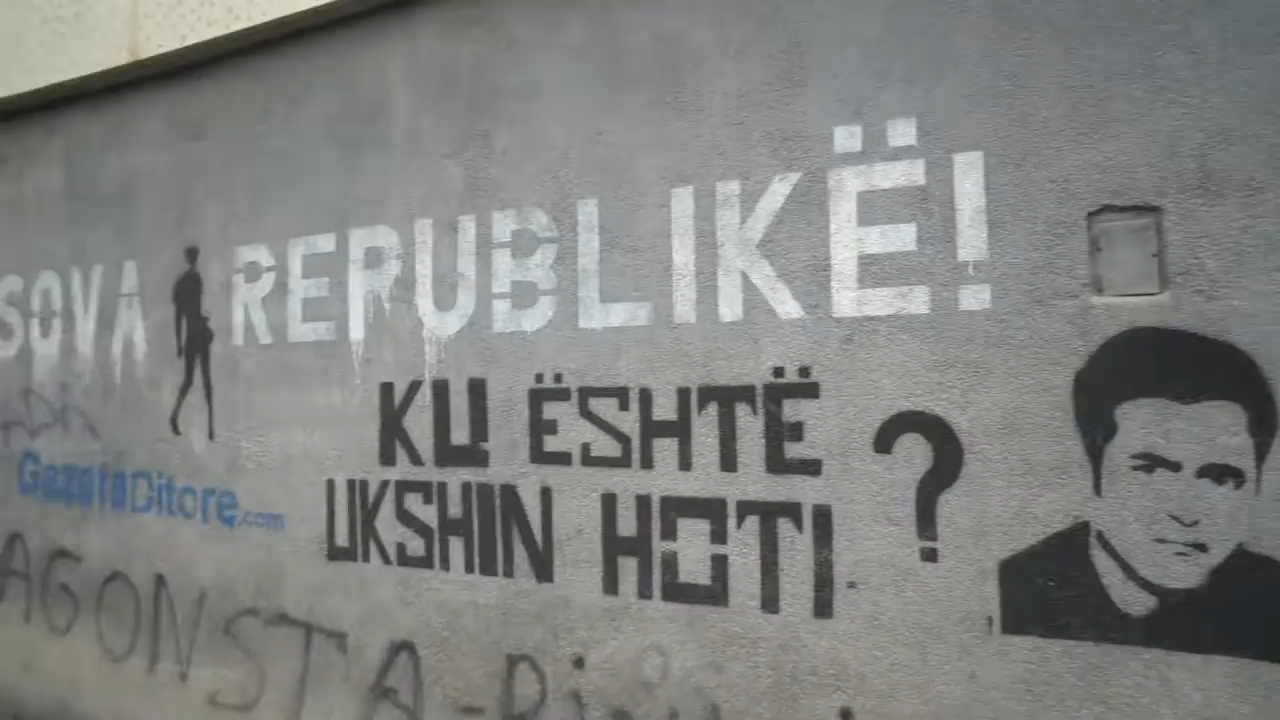 SOVA REPUBLIKË!
KU ËSHTË
UKSHIN HOTI ?
GazetaDitore.com
AGONSTA